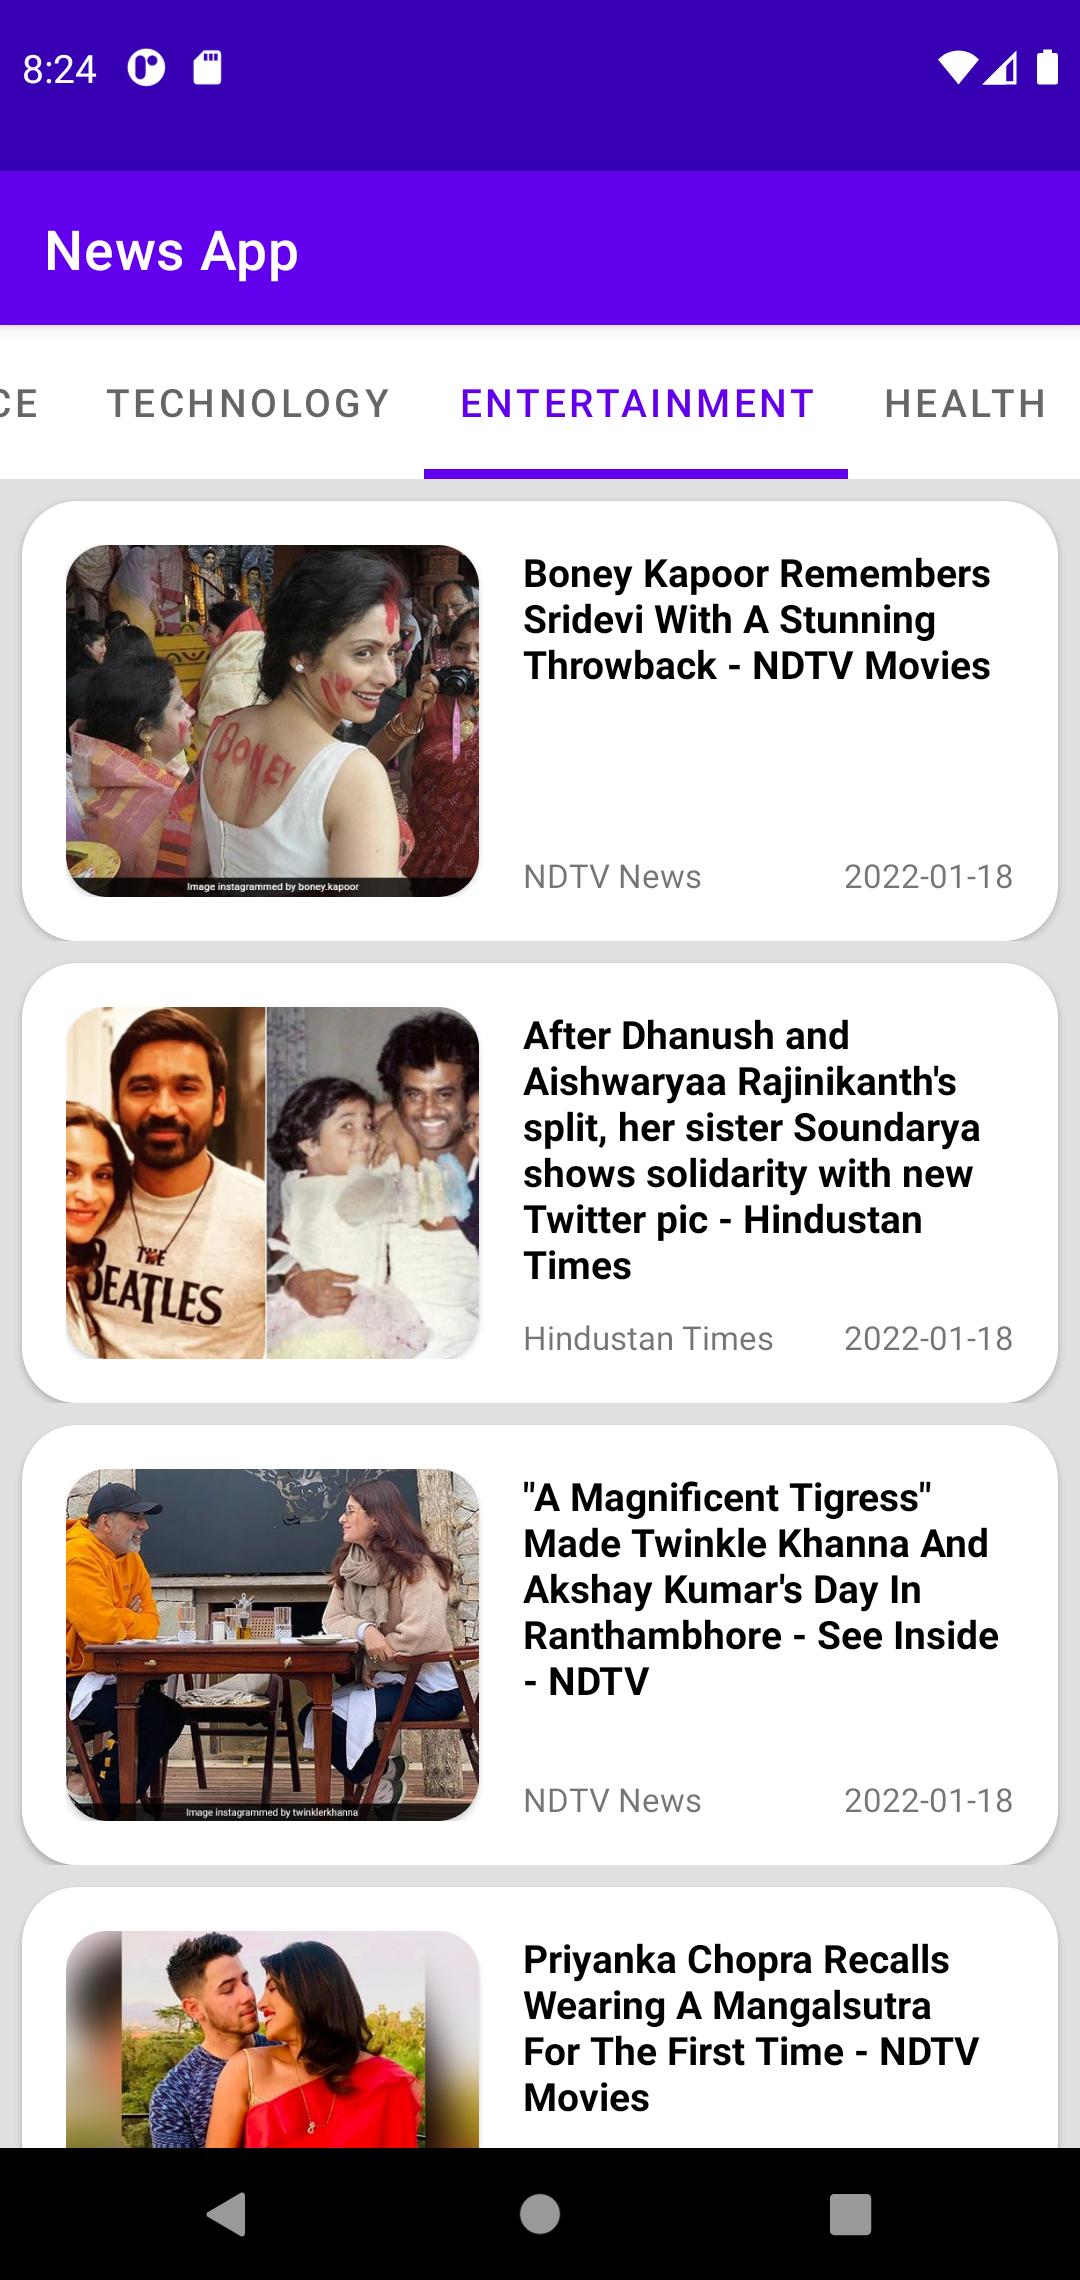 8:24
News App
CE TECHNOLOGY ENTERTAINMENT HEALTH
BONEY
Image instagrammed by boney.kapoor
Boney Kapoor Remembers
Sridevi With A Stunning
Throwback - NDTV Movies
NDTV News 2022-01-18
THE
BEATLES
After Dhanush and
Aishwaryaa Rajinikanth's
split, her sister Soundarya
shows solidarity with new
Twitter pic - Hindustan
Times
Hindustan Times 2022-01-18
Image instagrammed by twinklerkhanna
"A Magnificent Tigress"
Made Twinkle Khanna And
Akshay Kumar's Day In
Ranthambhore - See Inside
- NDTV
NDTV News 2022-01-18
Priyanka Chopra Recalls
Wearing A Mangalsutra
For The First Time - NDTV
Movies